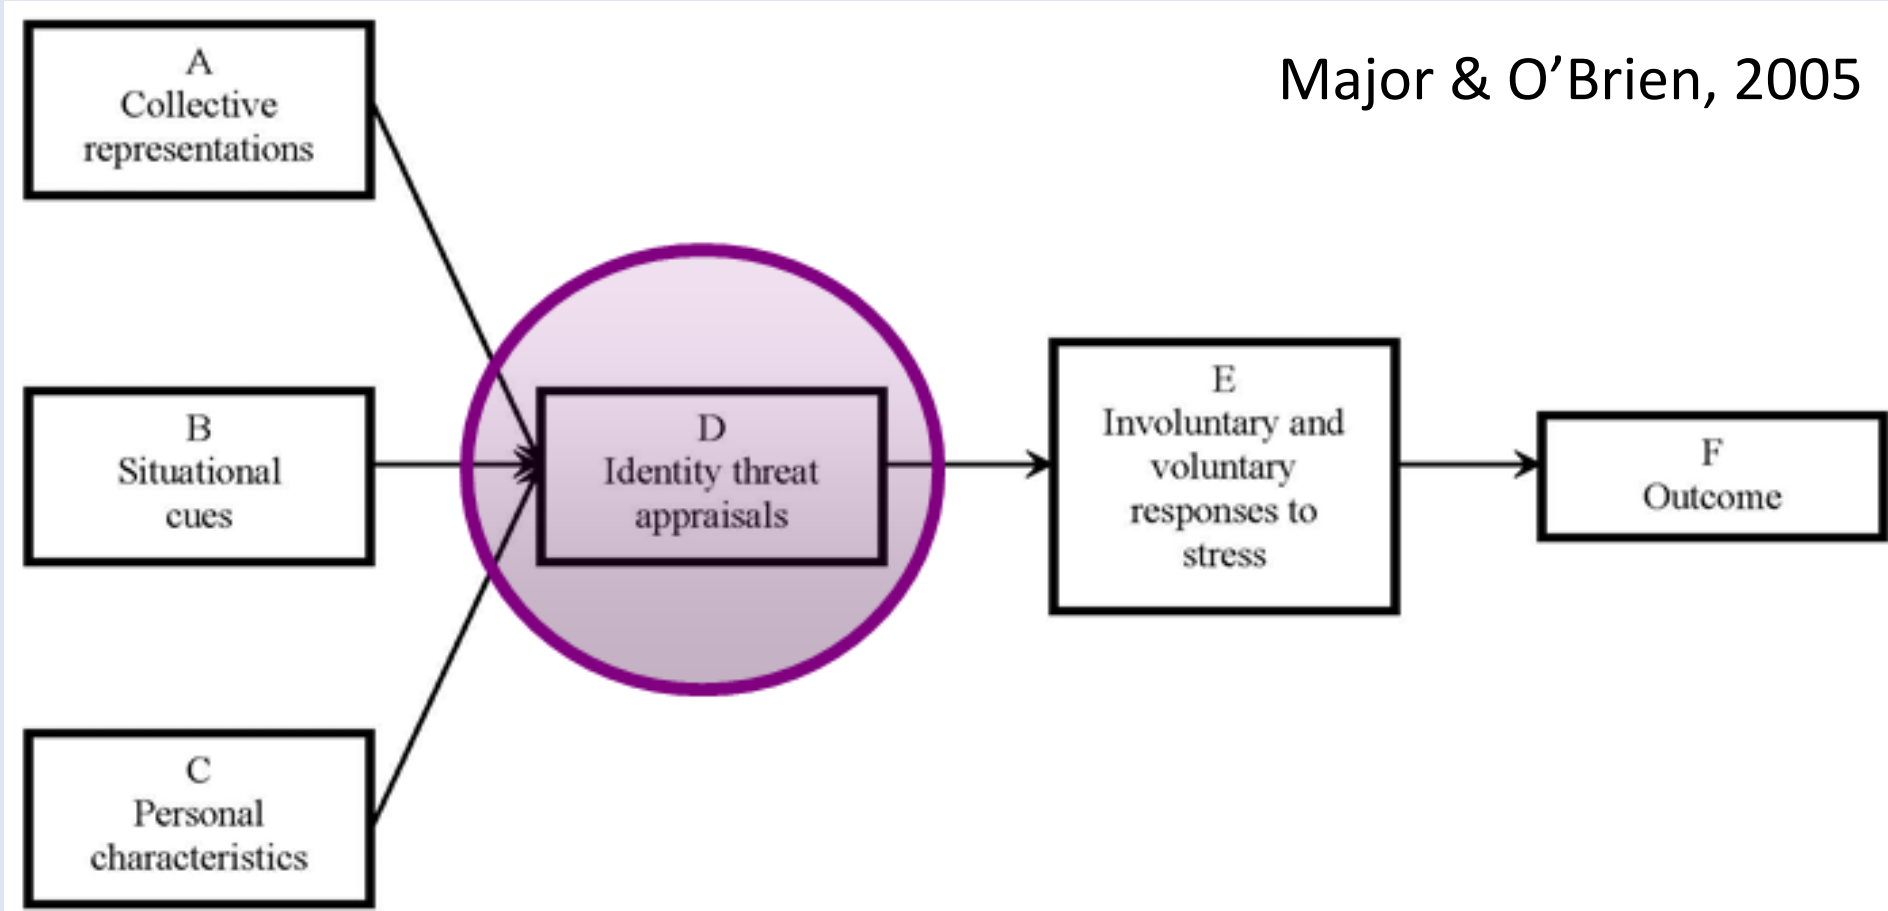 Major & O’Brien, 2005
A
Collective
representations
B
Situational
cues
C
Personal
characteristics
D
Identity threat
appraisals
E
Involuntary and
voluntary
responses to
stress
F
Outcome